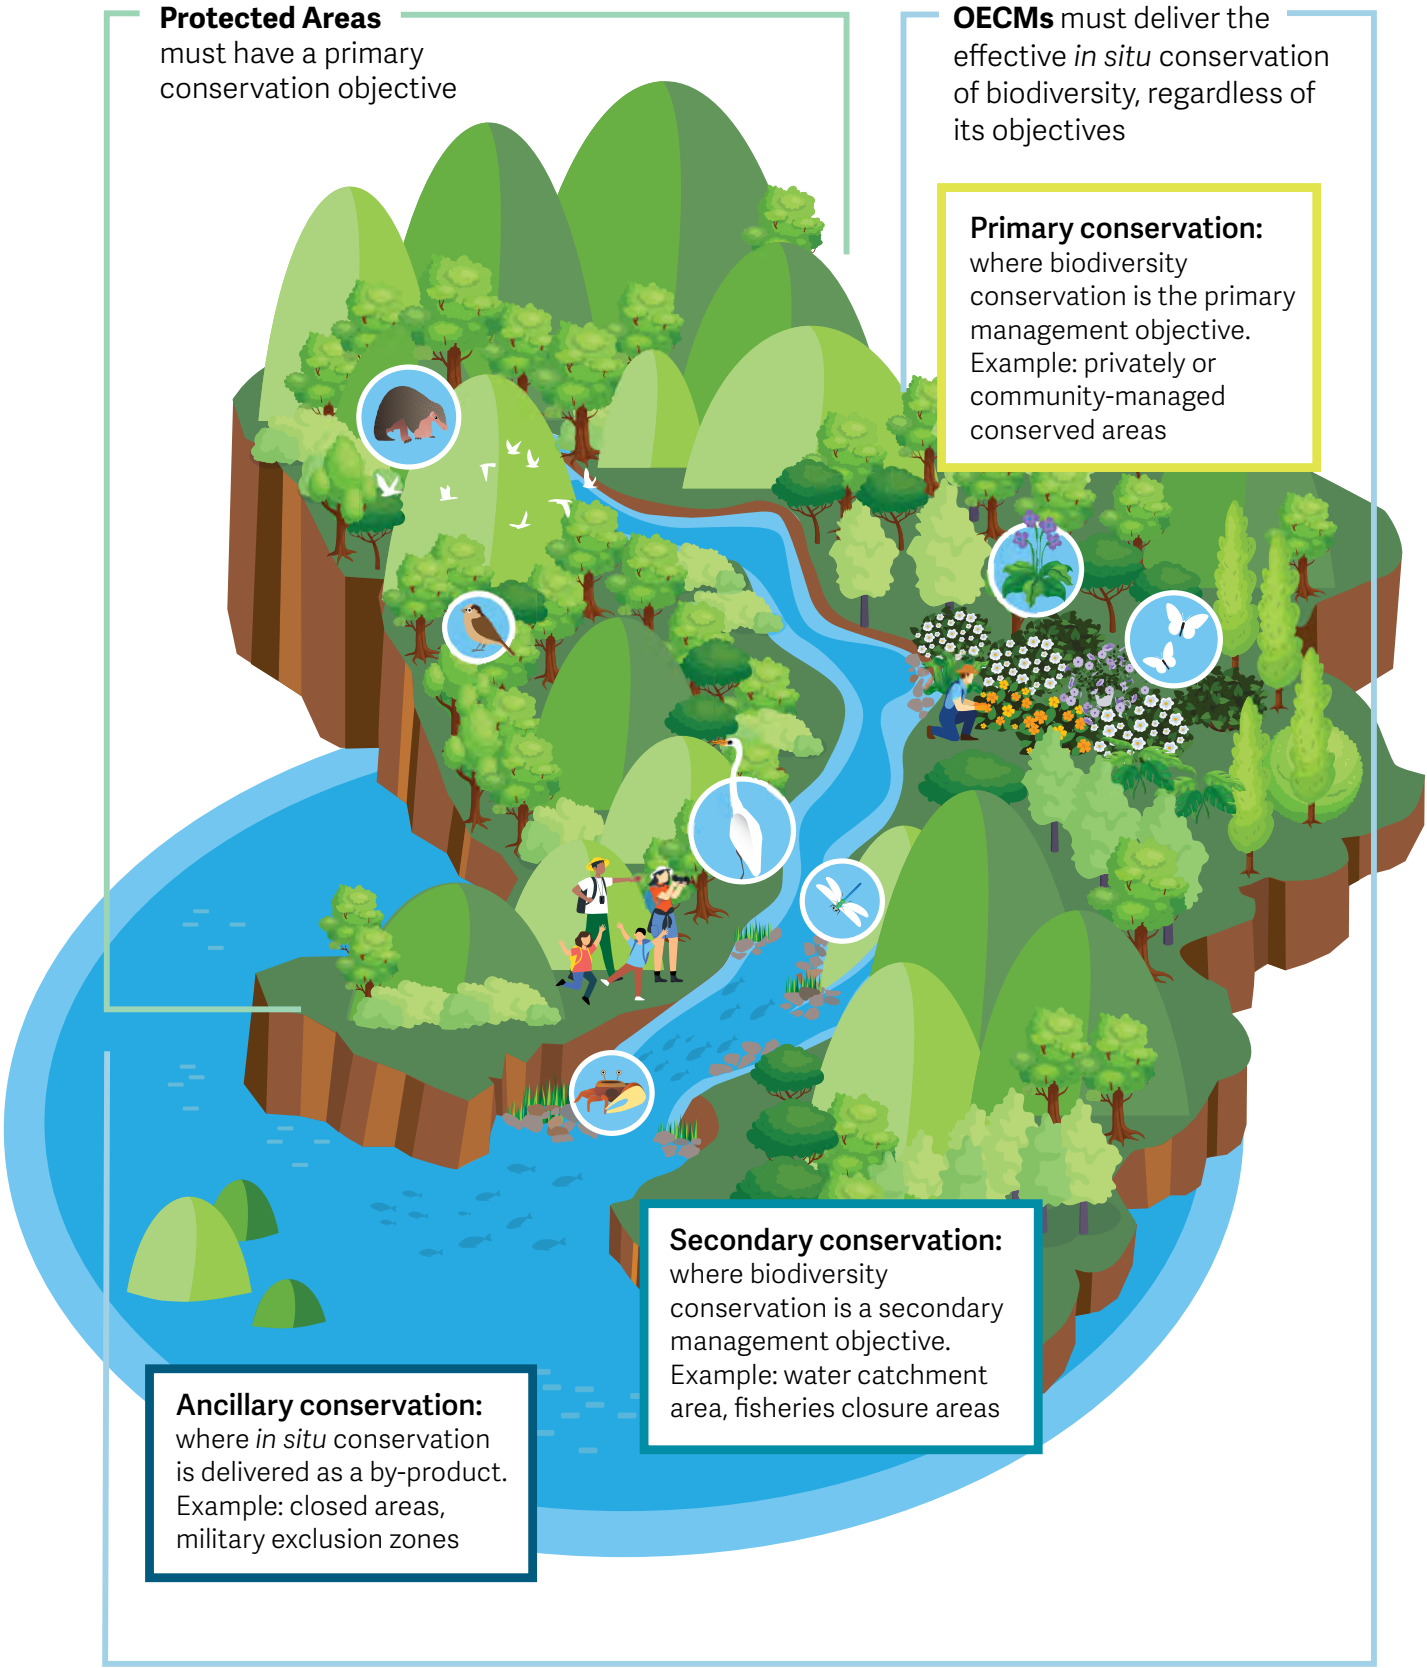 Protected Areas
must have a primary
conservation objective
OECMs must deliver the
effective in situ conservation
of biodiversity, regardless of
its objectives
Primary conservation:
where biodiversity
conservation is the primary
management objective.
Example: privately or
community-managed
conserved areas
Secondary conservation:
where biodiversity
conservation is a secondary
management objective.
Example: water catchment
area, fisheries closure areas
Ancillary conservation:
where in situ conservation
is delivered as a by-product.
Example: closed areas,
military exclusion zones